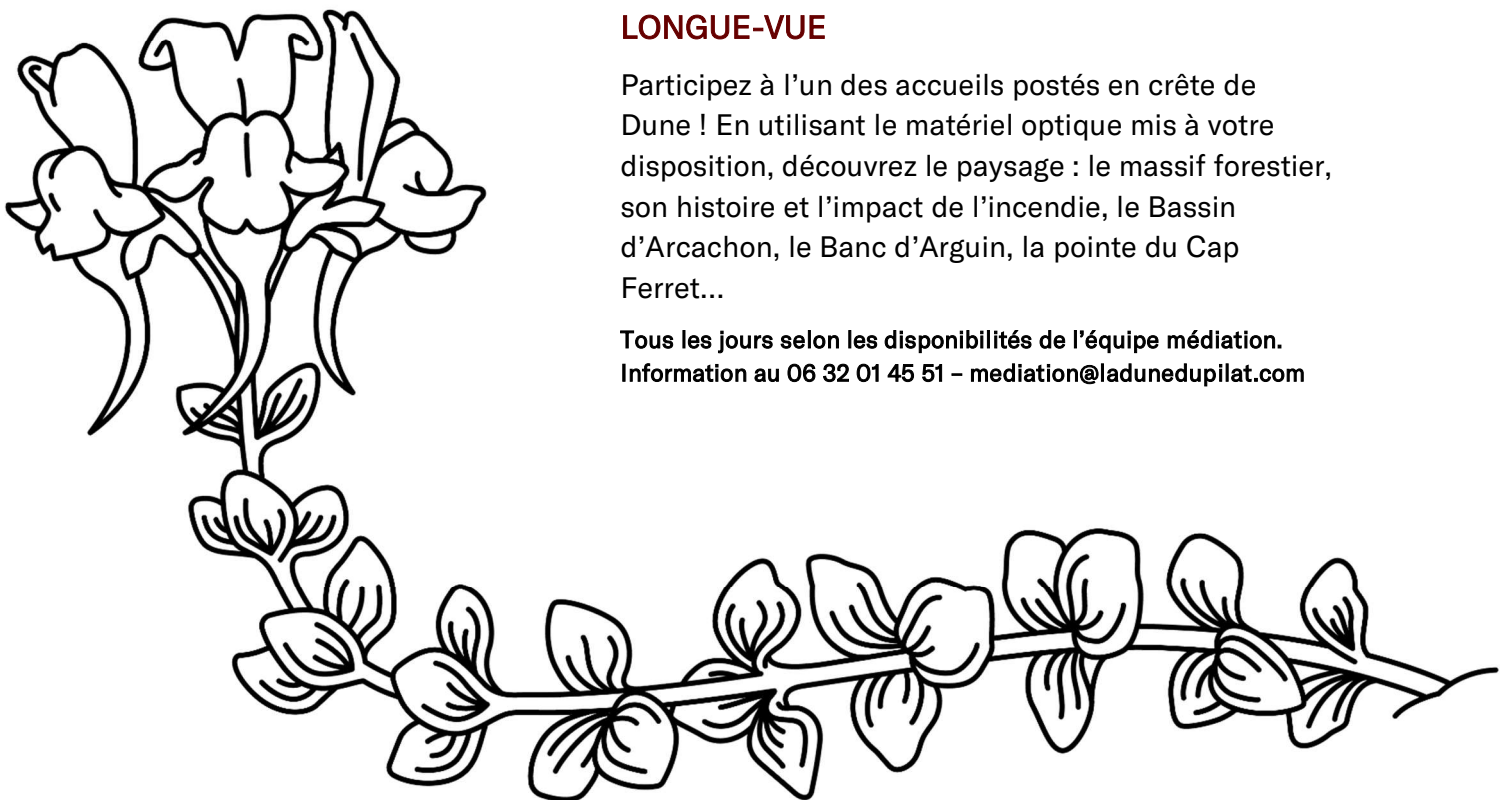 LONGUE-VUE
Participez à l’un des accueils postés en crête de
Dune ! En utilisant le matériel optique mis à votre
disposition, découvrez le paysage : le massif forestier,
son histoire et l’impact de l’incendie, le Bassin
d’Arcachon, le Banc d’Arguin, la pointe du Cap
Ferret...
Tous les jours selon les disponibilités de l’équipe médiation.
Information au 06 32 01 45 51 – mediation@ladunedupilat.com